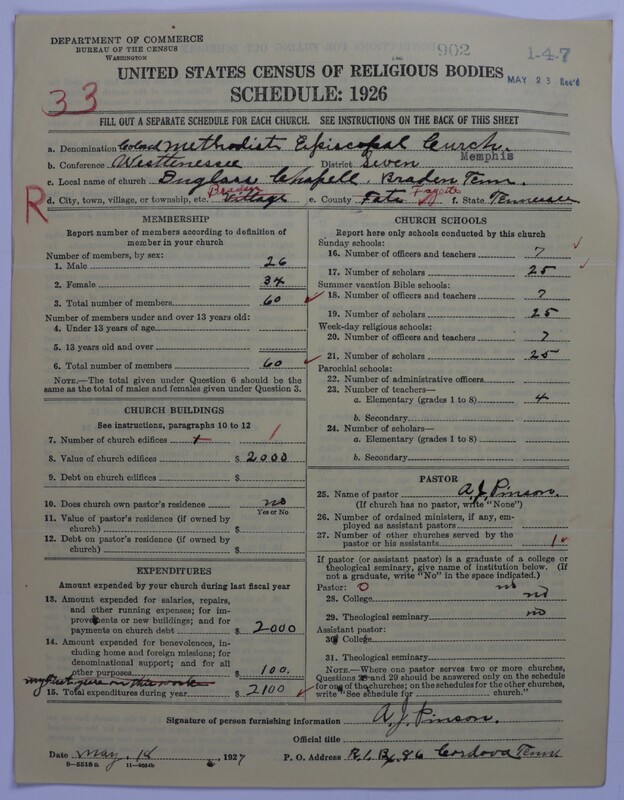 DEPARTMENT OF COMMERCE
BUREAU OF THE CENSUS
WASHINGTON
902
1-4-7
MAY 23 Rec'd
UNITED STATES CENSUS OF RELIGIOUS BODIES
SCHEDULE: 1926
33
FILL OUT A SEPARATE SCHEDULE FOR EACH CHURCH. SEE INSTRUCTIONS ON THE BACK OF THIS SHEET
a. Denomination Colard Methodist Episcopal Curch.
b. Conference Westtenessee District Seven Memphis
c. Local name of church Duglass Chapell Braden Tenn.
R
d. City, town, village, or township, etc. Braden Village e. County Fate Fayette f. State Tennessee
MEMBERSHIP
Report number of members according to definition of
member in your church
Number of members, by sex:
1. Male 26
2. Female 34
3. Total number of members 60
Number of members under and over 13 years old:
4. Under 13 years of age
5. 13 years old and over
6. Total number of members 60
NOTE.—The total given under Question 6 should be the
same as the total of males and females given under Question 3.
CHURCH BUILDINGS
See instructions, paragraphs 10 to 12
7. Number of church edifices 1
8. Value of church edifices $ 2000
9. Debt on church edifices $
10. Does church own pastor's residence no
Yes or No
11. Value of pastor's residence (if owned by
church) $
12. Debt on pastor's residence (if owned by
church) $
EXPENDITURES
Amount expended by your church during last fiscal year
13. Amount expended for salaries, repairs,
and other running expenses; for im-
provements or new buildings; and for
payments on church debt $ 2000
14. Amount expended for benevolences, in-
cluding home and foreign missions; for
denominational support; and for all
other purposes 100.
15. Total expenditures during year $ 2100
CHURCH SCHOOLS
Report here only schools conducted by this church
Sunday schools:
16. Number of officers and teachers 7
17. Number of scholars 25
Summer vacation Bible schools:
18. Number of officers and teachers 7
19. Number of scholars 25
Week-day religious schools:
20. Number of officers and teachers 7
21. Number of scholars 25
Parochial schools:
22. Number of administrative officers
23. Number of teachers—
a. Elementary (grades 1 to 8) 4
b. Secondary
24. Number of scholars—
a. Elementary (grades 1 to 8)
b. Secondary
PASTOR
25. Name of pastor A. J. Pinson.
(If church has no pastor, write "None")
26. Number of ordained ministers, if any, em-
ployed as assistant pastors
27. Number of other churches served by the
pastor or his assistants 1
If pastor (or assistant pastor) is a graduate of a college or
theological seminary, give name of institution below. (If
not a graduate, write "No" in the space indicated.)
Pastor: 0 no
28. College no
29. Theological seminary no
Assistant pastor:
30. College
31. Theological seminary
NOTE.—Where one pastor serves two or more churches,
Questions 28 and 29 should be answered only on the schedule
for one of the churches; on the schedules for the other churches,
write "See schedule for church."
Signature of person furnishing information A. J. Pinson.
Official title
Date May. 18, 1927 P. O. Address R. 1. Bx. 86 Cordova Tenn
8—5518a 11—9264b